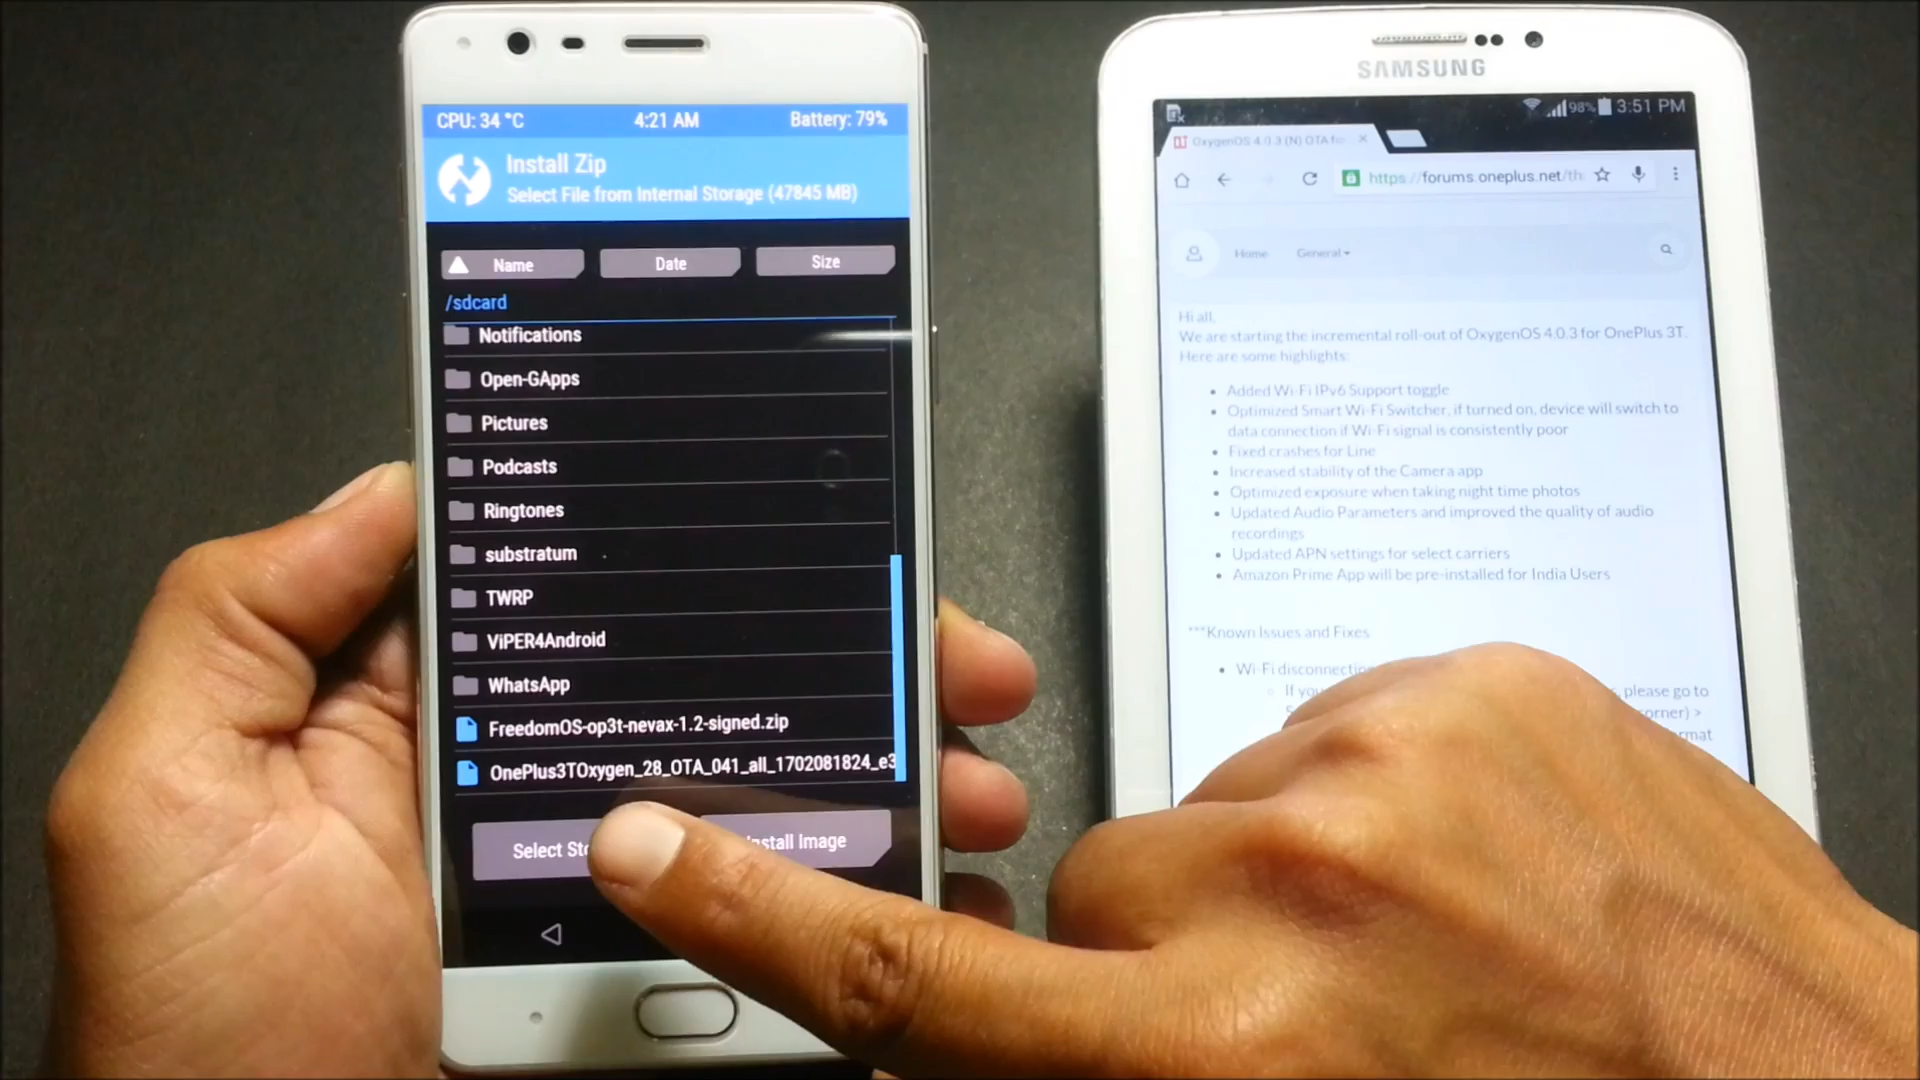 CPU: 34 °C
4:21 AM
Battery: 79%
Install Zip
Select File from Internal Storage (47845 MB)
Name
Date
Size
/sdcard
Notifications
Open-GApps
Pictures
Podcasts
Ringtones
substratum
TWRP
ViPER4Android
WhatsApp
FreedomOS-op3t-nevax-1.2-signed.zip
OnePlus3TOxygen_28_OTA_041_all_1702081824_e3
Select
Install Image
SAMSUNG
98%
3:51 PM
OxygenOS 4.0.3 (N) OTA
https://forums.oneplus.net/th
Home
General
Hi all,
We are starting the incremental roll-out of OxygenOS 4.0.3 for OnePlus 3T.
Here are some highlights:
• Added Wi-Fi IPv6 Support toggle
• Optimized Smart Wi-Fi Switcher, if turned on, device will switch to
data connection if Wi-Fi signal is consistently poor
• Fixed crashes for Line
• Increased stability of the Camera app
• Optimized exposure when taking night time photos
• Updated Audio Parameters and improved the quality of audio
recordings
• Updated APN settings for select carriers
• Amazon Prime App will be pre-installed for India Users
***Known Issues and Fixes
• Wi-Fi disconnectio
If you
, please go to
corner) >
rmat